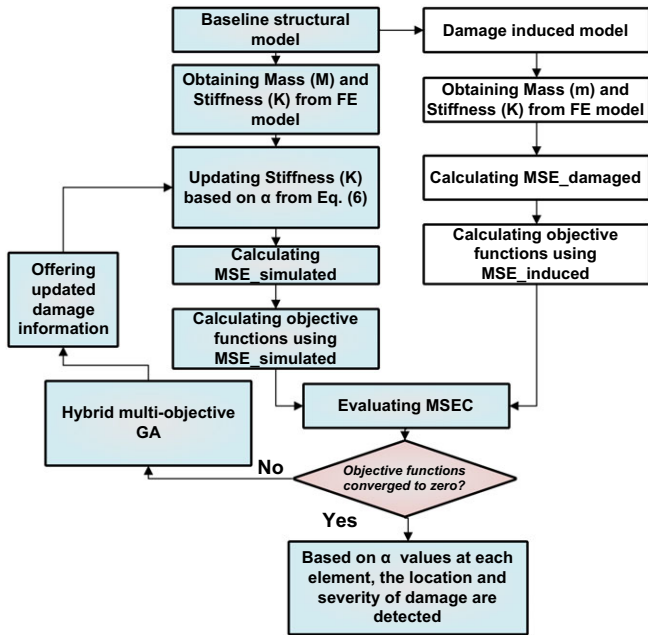 Baseline structural
model
Damage induced model
Obtaining Mass (M) and
Stiffness (K) from FE
model
Obtaining Mass (m) and
Stiffness (K) from FE model
Updating Stiffness (K)
based on α from Eq. (6)
Calculating MSE_damaged
Calculating
MSE_simulated
Calculating objective
functions using
MSE_induced
Offering
updated
damage
information
Calculating objective
functions using
MSE_simulated
Hybrid multi-objective
GA
Evaluating MSEC
No
Objective functions
converged to zero?
Yes
Based on α values at each
element, the location and
severity of damage are
detected